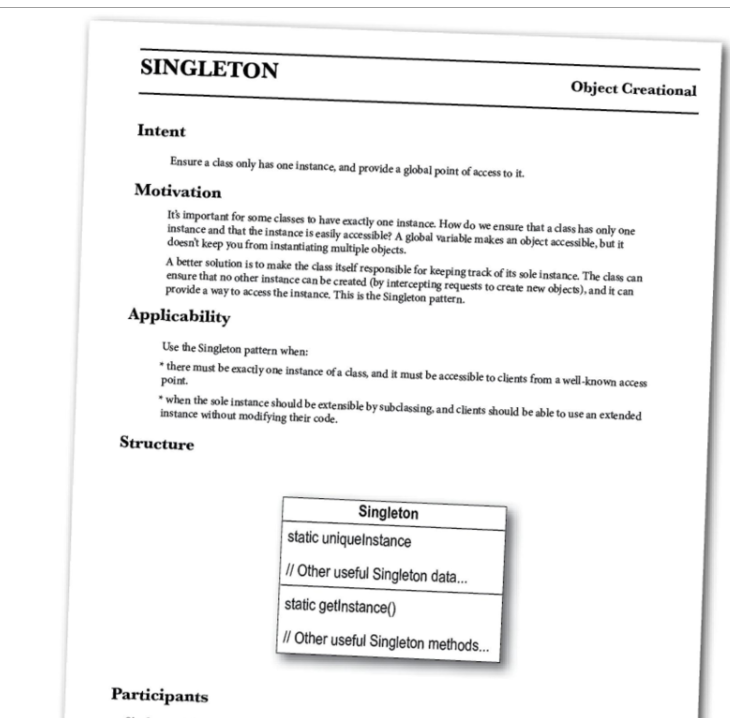 SINGLETON
Object Creational
Intent
Ensure a class only has one instance, and provide a global point of access to it.
Motivation
It's important for some classes to have exactly one instance. How do we ensure that a class has only one
instance and that the instance is easily accessible? A global variable makes an object accessible, but it
doesn't keep you from instantiating multiple objects.
A better solution is to make the class itself responsible for keeping track of its sole instance. The class can
ensure that no other instance can be created (by intercepting requests to create new objects), and it can
provide a way to access the instance. This is the Singleton pattern.
Applicability
Use the Singleton pattern when:
* there must be exactly one instance of a class, and it must be accessible to clients from a well-known access
point.
* when the sole instance should be extensible by subclassing, and clients should be able to use an extended
instance without modifying their code.
Structure
Singleton
static uniqueInstance
// Other useful Singleton data...
static getInstance()
// Other useful Singleton methods...
Participants